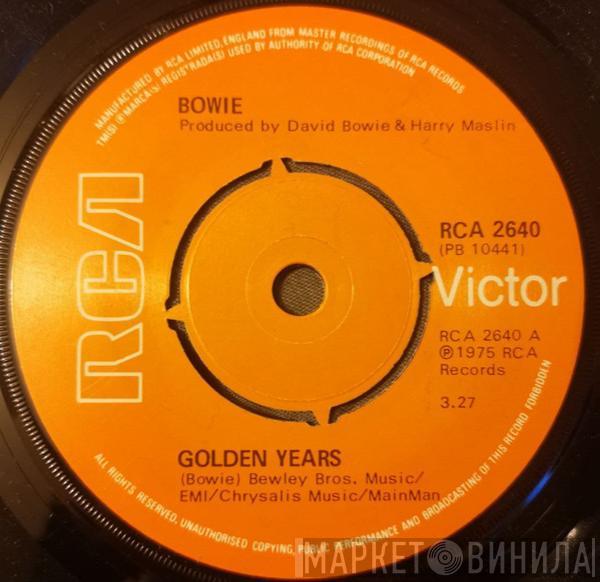 MANUFACTURED BY RCA LIMITED, ENGLAND FROM MASTER RECORDINGS OF RCA RECORDS
TM(S) ® MARCA(S) REGISTRADA(S) USED BY AUTHORITY OF RCA CORPORATION
BOWIE
Produced by David Bowie & Harry Maslin
RCA
RCA 2640
(PB 10441)
Victor
RCA 2640 A
℗ 1975 RCA
Records
3.27
GOLDEN YEARS
(Bowie) Bewley Bros. Music/
EMI/Chrysalis Music/MainMan
ALL RIGHTS RESERVED, UNAUTHORISED COPYING, PUBLIC PERFORMANCE AND BROADCASTING OF THIS RECORD FORBIDDEN
МАРКЕТ ВИНИЛА